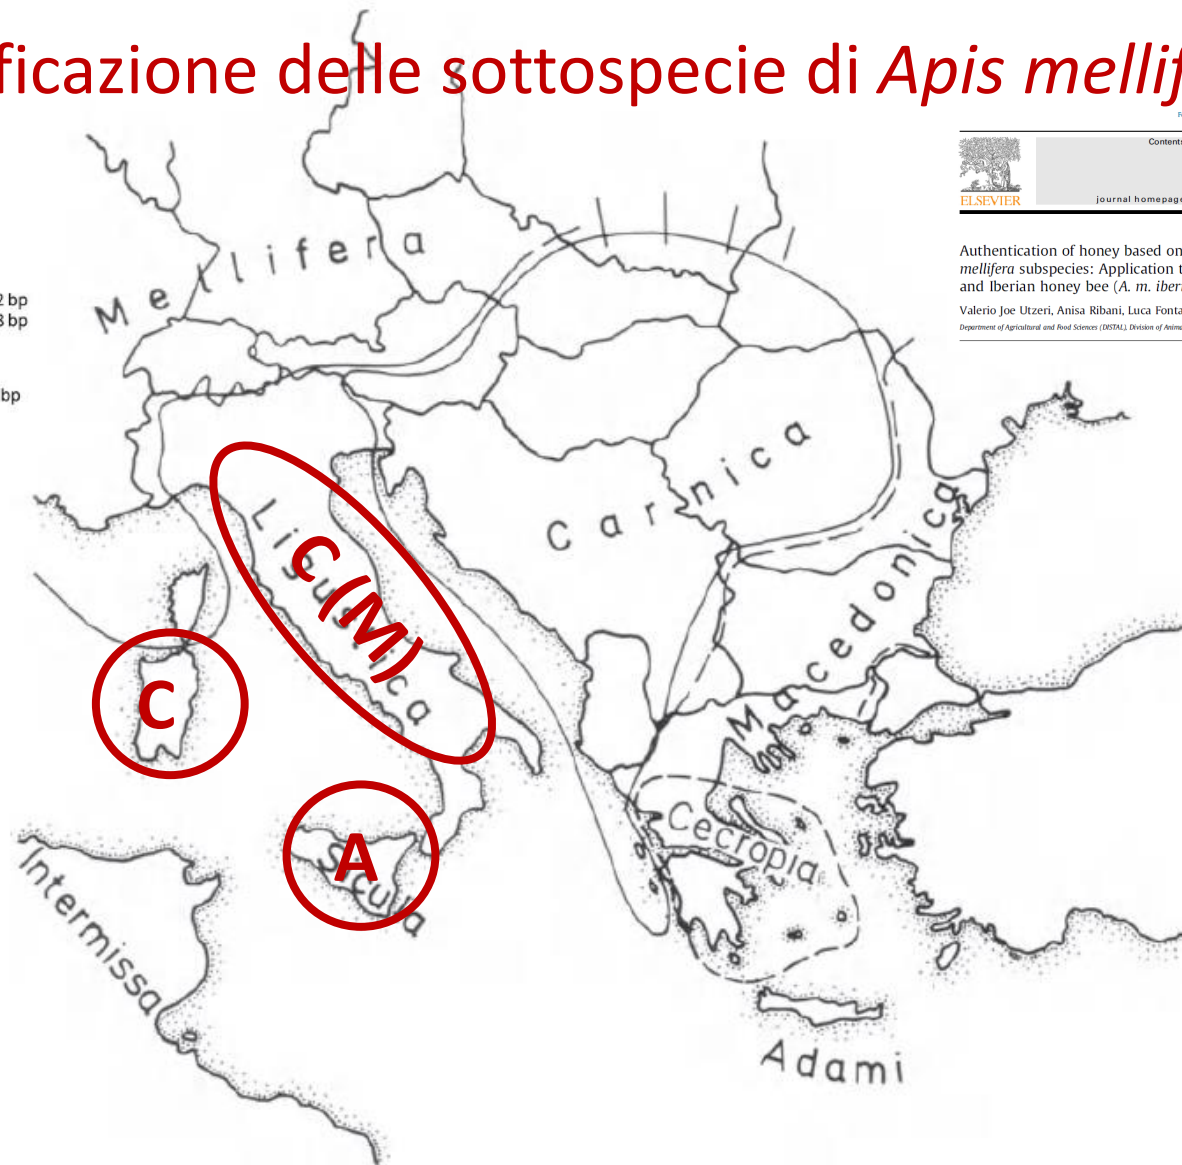 ficazione delle sottospecie di Apis mellif
Contents
ELSEVIER
journal homepage
Authentication of honey based on
mellifera subspecies: Application t
and Iberian honey bee (A. m. iberi
Valerio Joe Utzeri, Anisa Ribani, Luca Fonta
Department of Agricultural and Food Sciences (DISTAL), Division of Anima
2 bp
3 bp
bp
Mellifera
Carnica
Ligustica
C (M)
Macedonica
C
A
Sicula
Cecropia
Intermissa
Adami